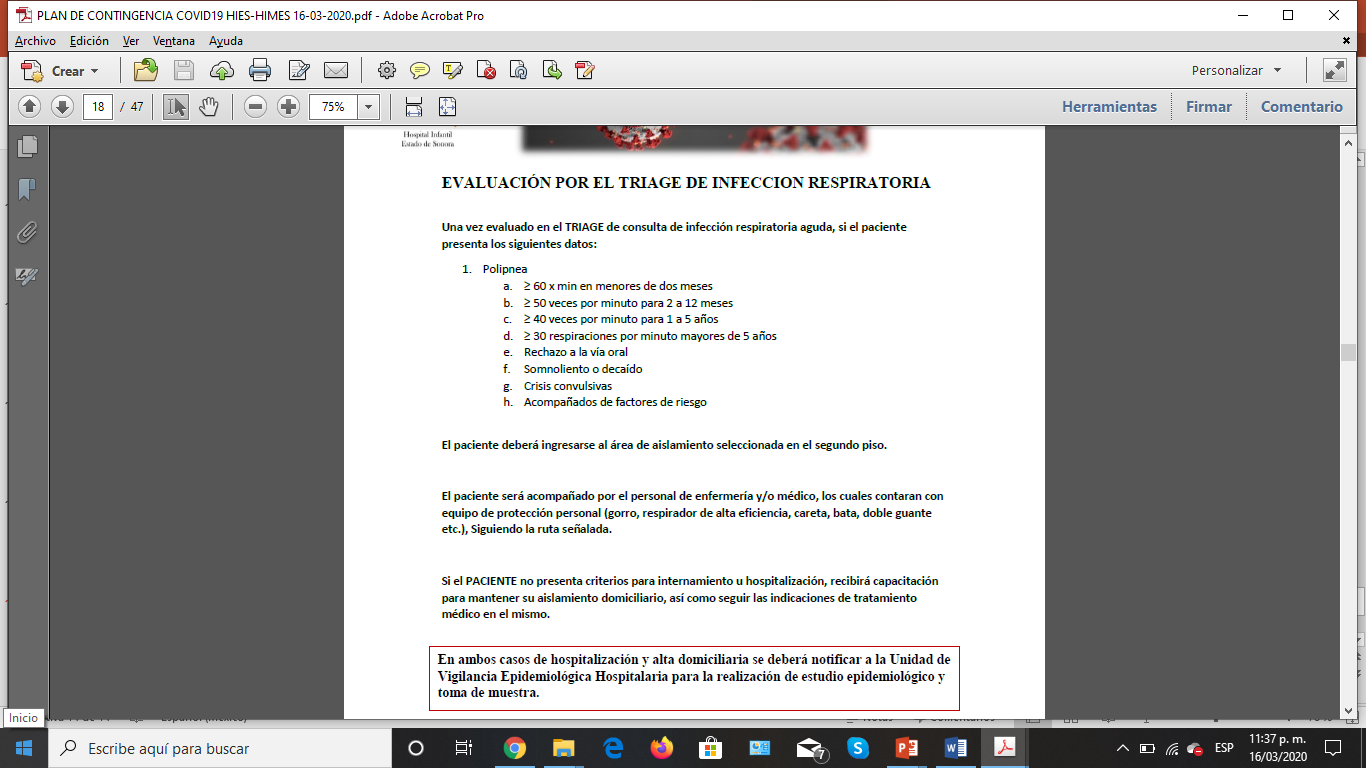 PLAN DE CONTINGENCIA COVID19 HIES-HIMES 16-03-2020.pdf - Adobe Acrobat Pro
Archivo Edición Ver Ventana Ayuda
Crear
Personalizar
18 / 47
75%
Herramientas Firmar Comentario
Hospital Infantil
Estado de Sonora
EVALUACIÓN POR EL TRIAGE DE INFECCION RESPIRATORIA
Una vez evaluado en el TRIAGE de consulta de infección respiratoria aguda, si el paciente
presenta los siguientes datos:
1. Polipnea
a. ≥ 60 x min en menores de dos meses
b. ≥ 50 veces por minuto para 2 a 12 meses
c. ≥ 40 veces por minuto para 1 a 5 años
d. ≥ 30 respiraciones por minuto mayores de 5 años
e. Rechazo a la vía oral
f. Somnoliento o decaído
g. Crisis convulsivas
h. Acompañados de factores de riesgo
El paciente deberá ingresarse al área de aislamiento seleccionada en el segundo piso.
El paciente será acompañado por el personal de enfermería y/o médico, los cuales contaran con
equipo de protección personal (gorro, respirador de alta eficiencia, careta, bata, doble guante
etc.), Siguiendo la ruta señalada.
Si el PACIENTE no presenta criterios para internamiento u hospitalización, recibirá capacitación
para mantener su aislamiento domiciliario, así como seguir las indicaciones de tratamiento
médico en el mismo.
En ambos casos de hospitalización y alta domiciliaria se deberá notificar a la Unidad de
Vigilancia Epidemiológica Hospitalaria para la realización de estudio epidemiológico y
toma de muestra.
Inicio
Escribe aquí para buscar
7
ESP
11:37 p. m.
16/03/2020